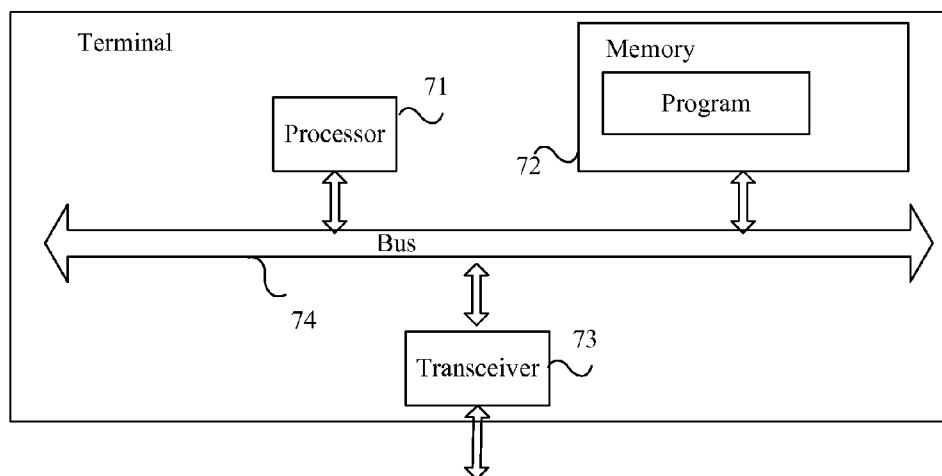 Terminal
Memory
Program
71
Processor
72
Bus
74
73
Transceiver